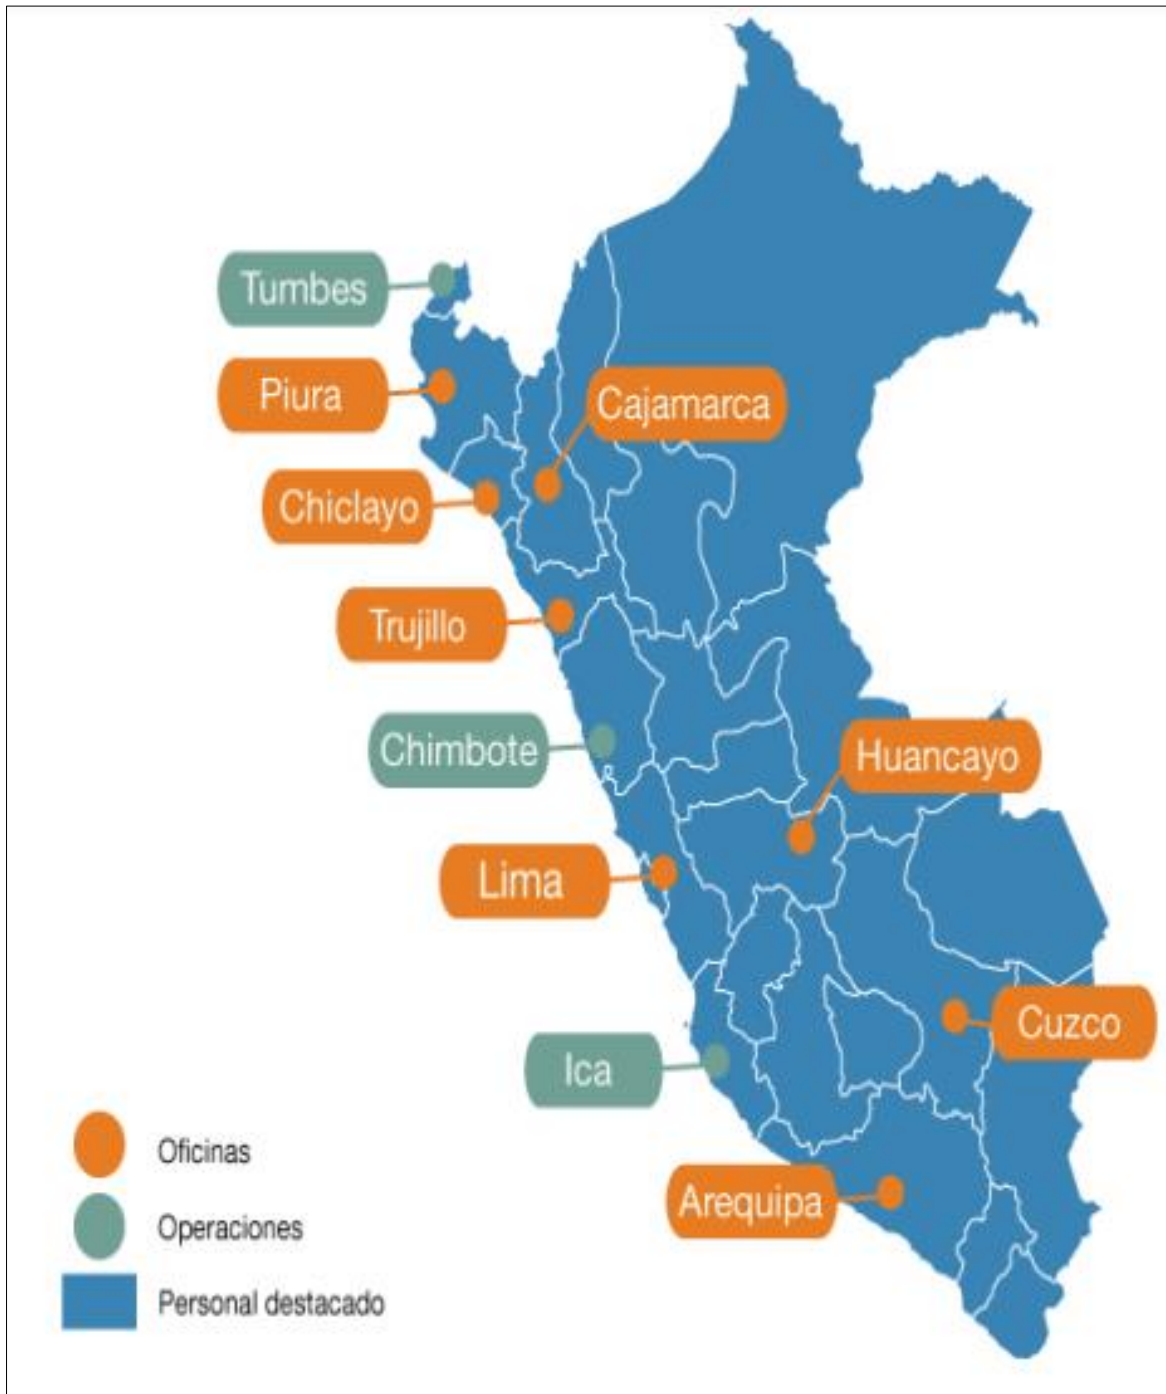 Tumbes
Piura
Cajamarca
Chiclayo
Trujillo
Chimbote
Huancayo
Lima
Cuzco
Ica
Arequipa
Oficinas
Operaciones
Personal destacado